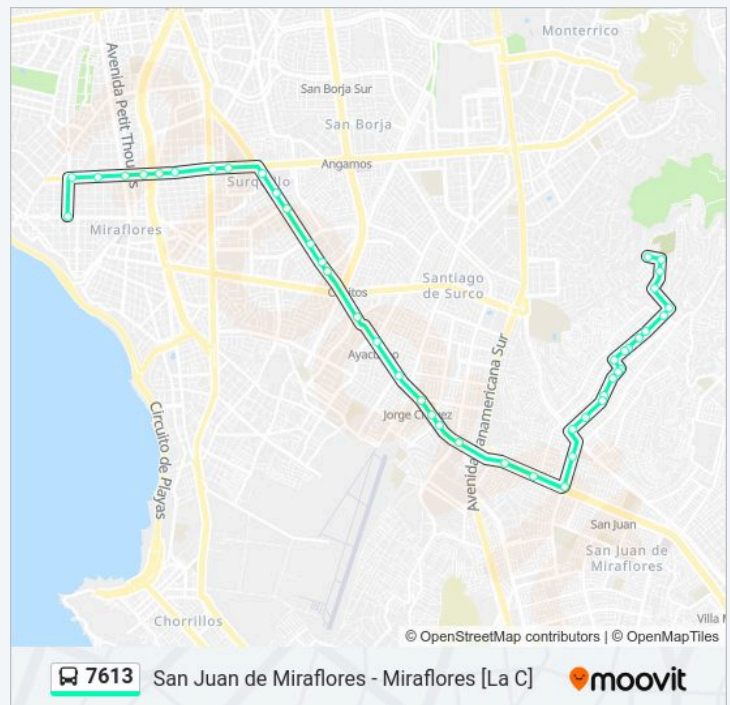 Monterrico
Avenida Petit Thouars
San Borja Sur
San Borja
Angamos
Surquillo
Miraflores
Santiago
de Surco
Cabitos
Ayacucho
Avenida Panamericana Sur
Jorge Chávez
Circuito de Playas
San Juan
San Juan de
Miraflores
Chorrillos
Villa M
© OpenStreetMap contributors | © OpenMapTiles
7613 San Juan de Miraflores - Miraflores [La C] moovit